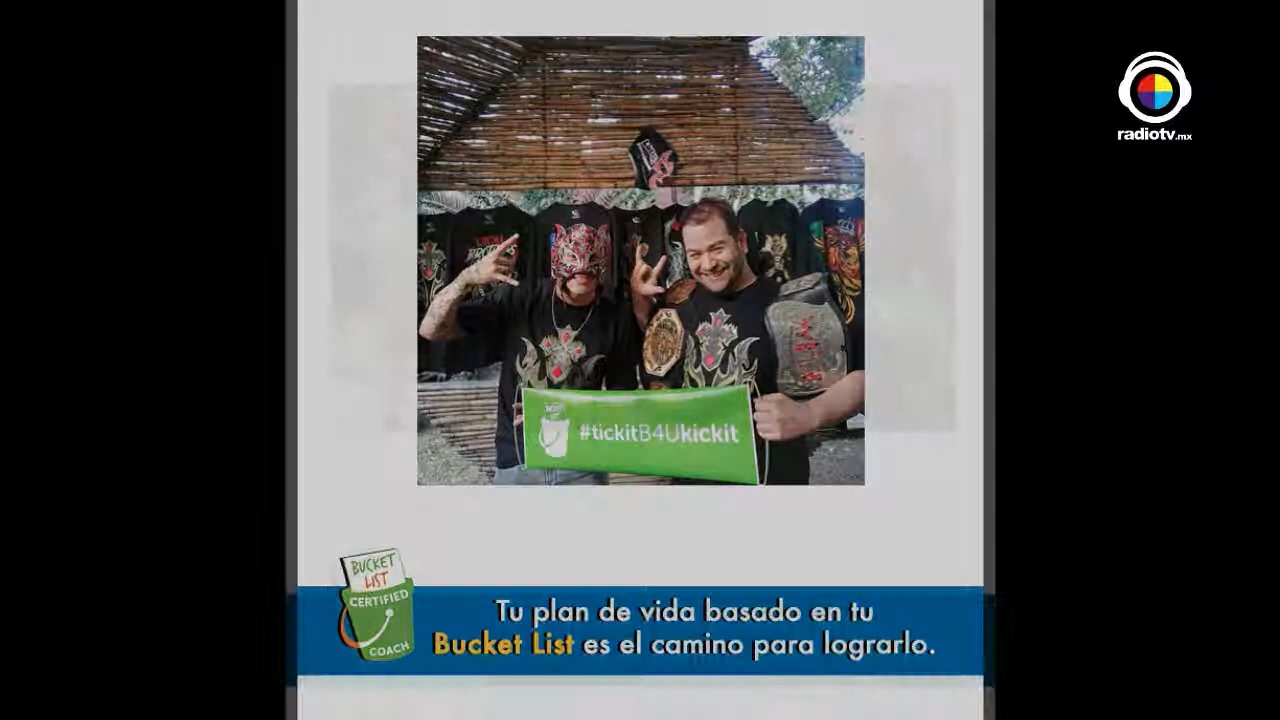 radiotv.mx
#tickitB4Ukickit
BUCKET
LIST
CERTIFIED
COACH
Tu plan de vida basado en tu
Bucket List es el camino para lograrlo.